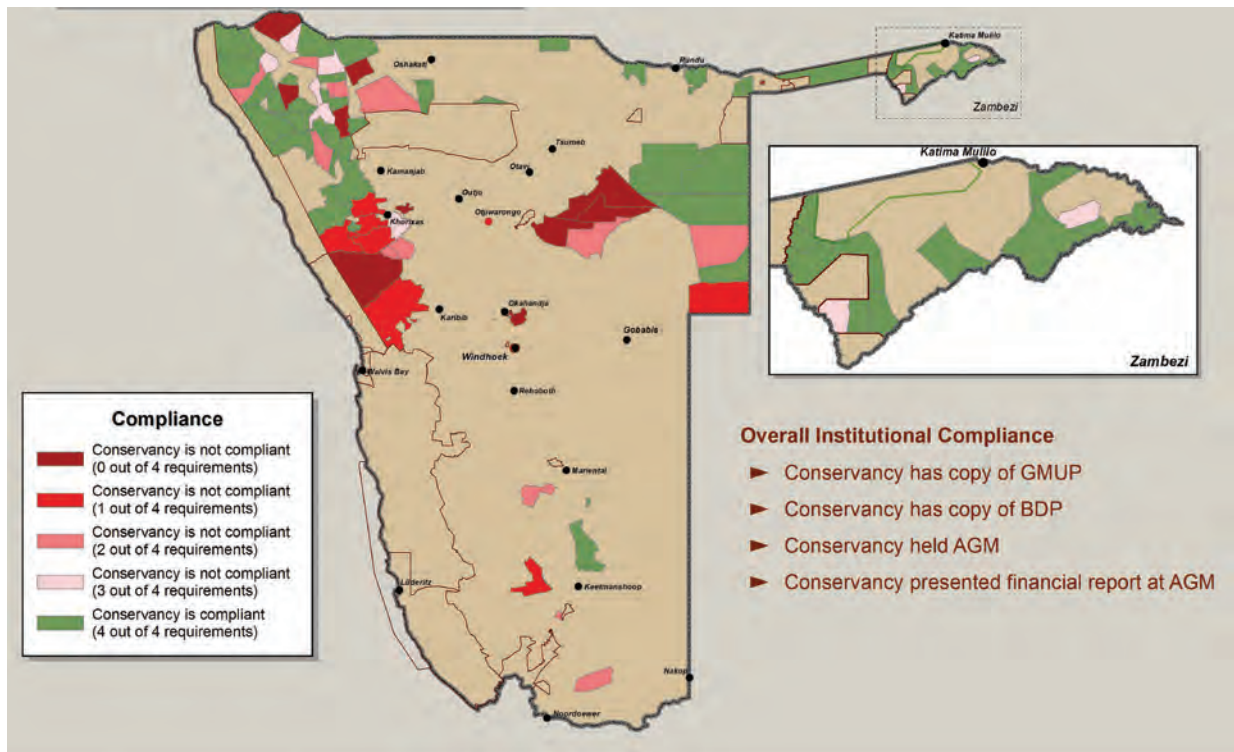 Katima Mulilo
Oshakati
Rundu
Zambezi
Tsumeb
Otavi
Kamanjab
Outjo
Otjiwarongo
Khorixas
Katima Mulilo
Okahandja
Karibib
Gobabis
Windhoek
Zambezi
Walvis Bay
Rehoboth
Compliance
Conservancy is not compliant
(0 out of 4 requirements)
Conservancy is not compliant
(1 out of 4 requirements)
Conservancy is not compliant
(2 out of 4 requirements)
Conservancy is not compliant
(3 out of 4 requirements)
Conservancy is compliant
(4 out of 4 requirements)
Overall Institutional Compliance
► Conservancy has copy of GMUP
► Conservancy has copy of BDP
► Conservancy held AGM
► Conservancy presented financial report at AGM
Mariental
Lüderitz
Keetmanshoop
Nakop
Noordoewer